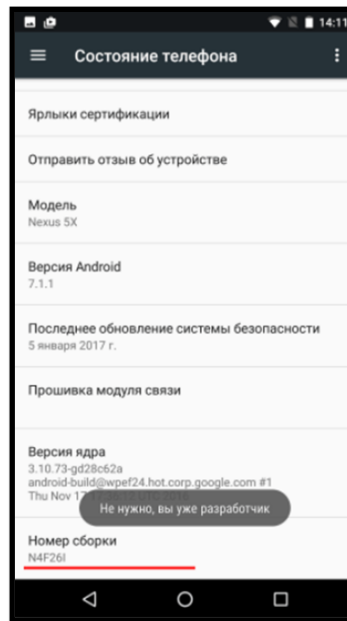 14:11
Состояние телефона
Ярлыки сертификации
Отправить отзыв об устройстве
Модель
Nexus 5X
Версия Android
7.1.1
Последнее обновление системы безопасности
5 января 2017 г.
Прошивка модуля связи
Версия ядра
3.10.73-gd28c62a
android-build@wpef24.hot.corp.google.com #1
Thu Nov
Не нужно, вы уже разработчик
Номер сборки
N4F26I